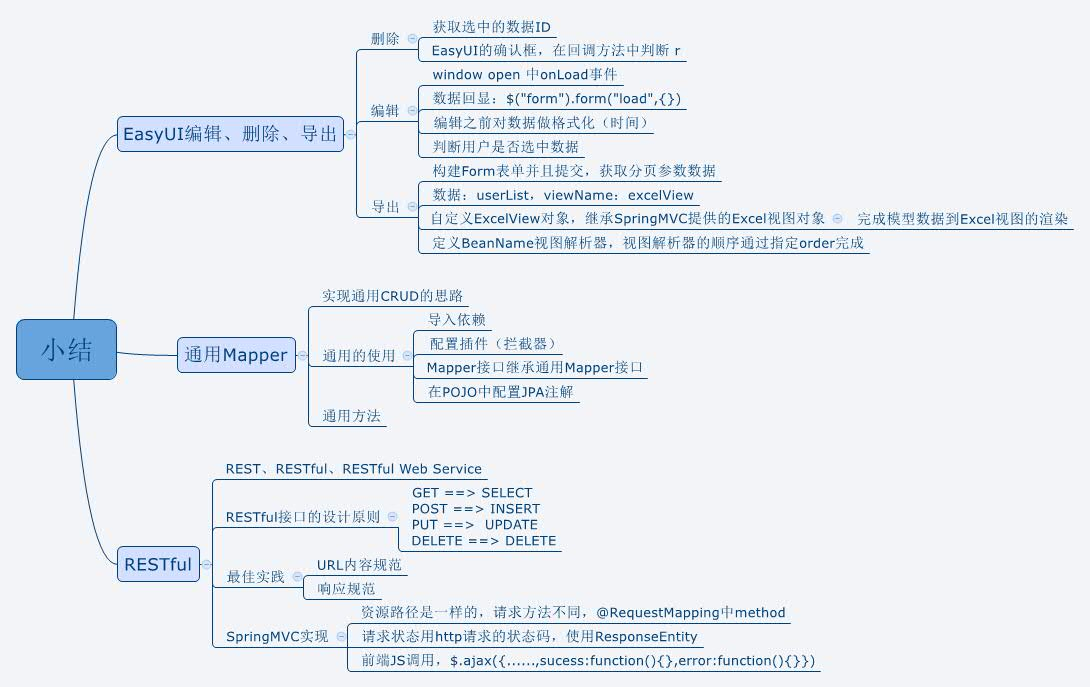 小结
EasyUI编辑、删除、导出
删除
获取选中的数据ID
EasyUI的确认框，在回调方法中判断 r
编辑
window open 中onLoad事件
数据回显：$("form").form("load",{})
编辑之前对数据做格式化（时间）
判断用户是否选中数据
导出
构建Form表单并且提交，获取分页参数数据
数据：userList，viewName：excelView
自定义ExcelView对象，继承SpringMVC提供的Excel视图对象
完成模型数据到Excel视图的渲染
定义BeanName视图解析器，视图解析器的顺序通过指定order完成
通用Mapper
实现通用CRUD的思路
通用的使用
导入依赖
配置插件（拦截器）
Mapper接口继承通用Mapper接口
在POJO中配置JPA注解
通用方法
RESTful
REST、RESTful、RESTful Web Service
RESTful接口的设计原则
GET ==> SELECT
POST ==> INSERT
PUT ==>  UPDATE
DELETE ==> DELETE
最佳实践
URL内容规范
响应规范
SpringMVC实现
资源路径是一样的，请求方法不同，@RequestMapping中method
请求状态用http请求的状态码，使用ResponseEntity
前端JS调用，$.ajax({......,sucess:function(){},error:function(){}})